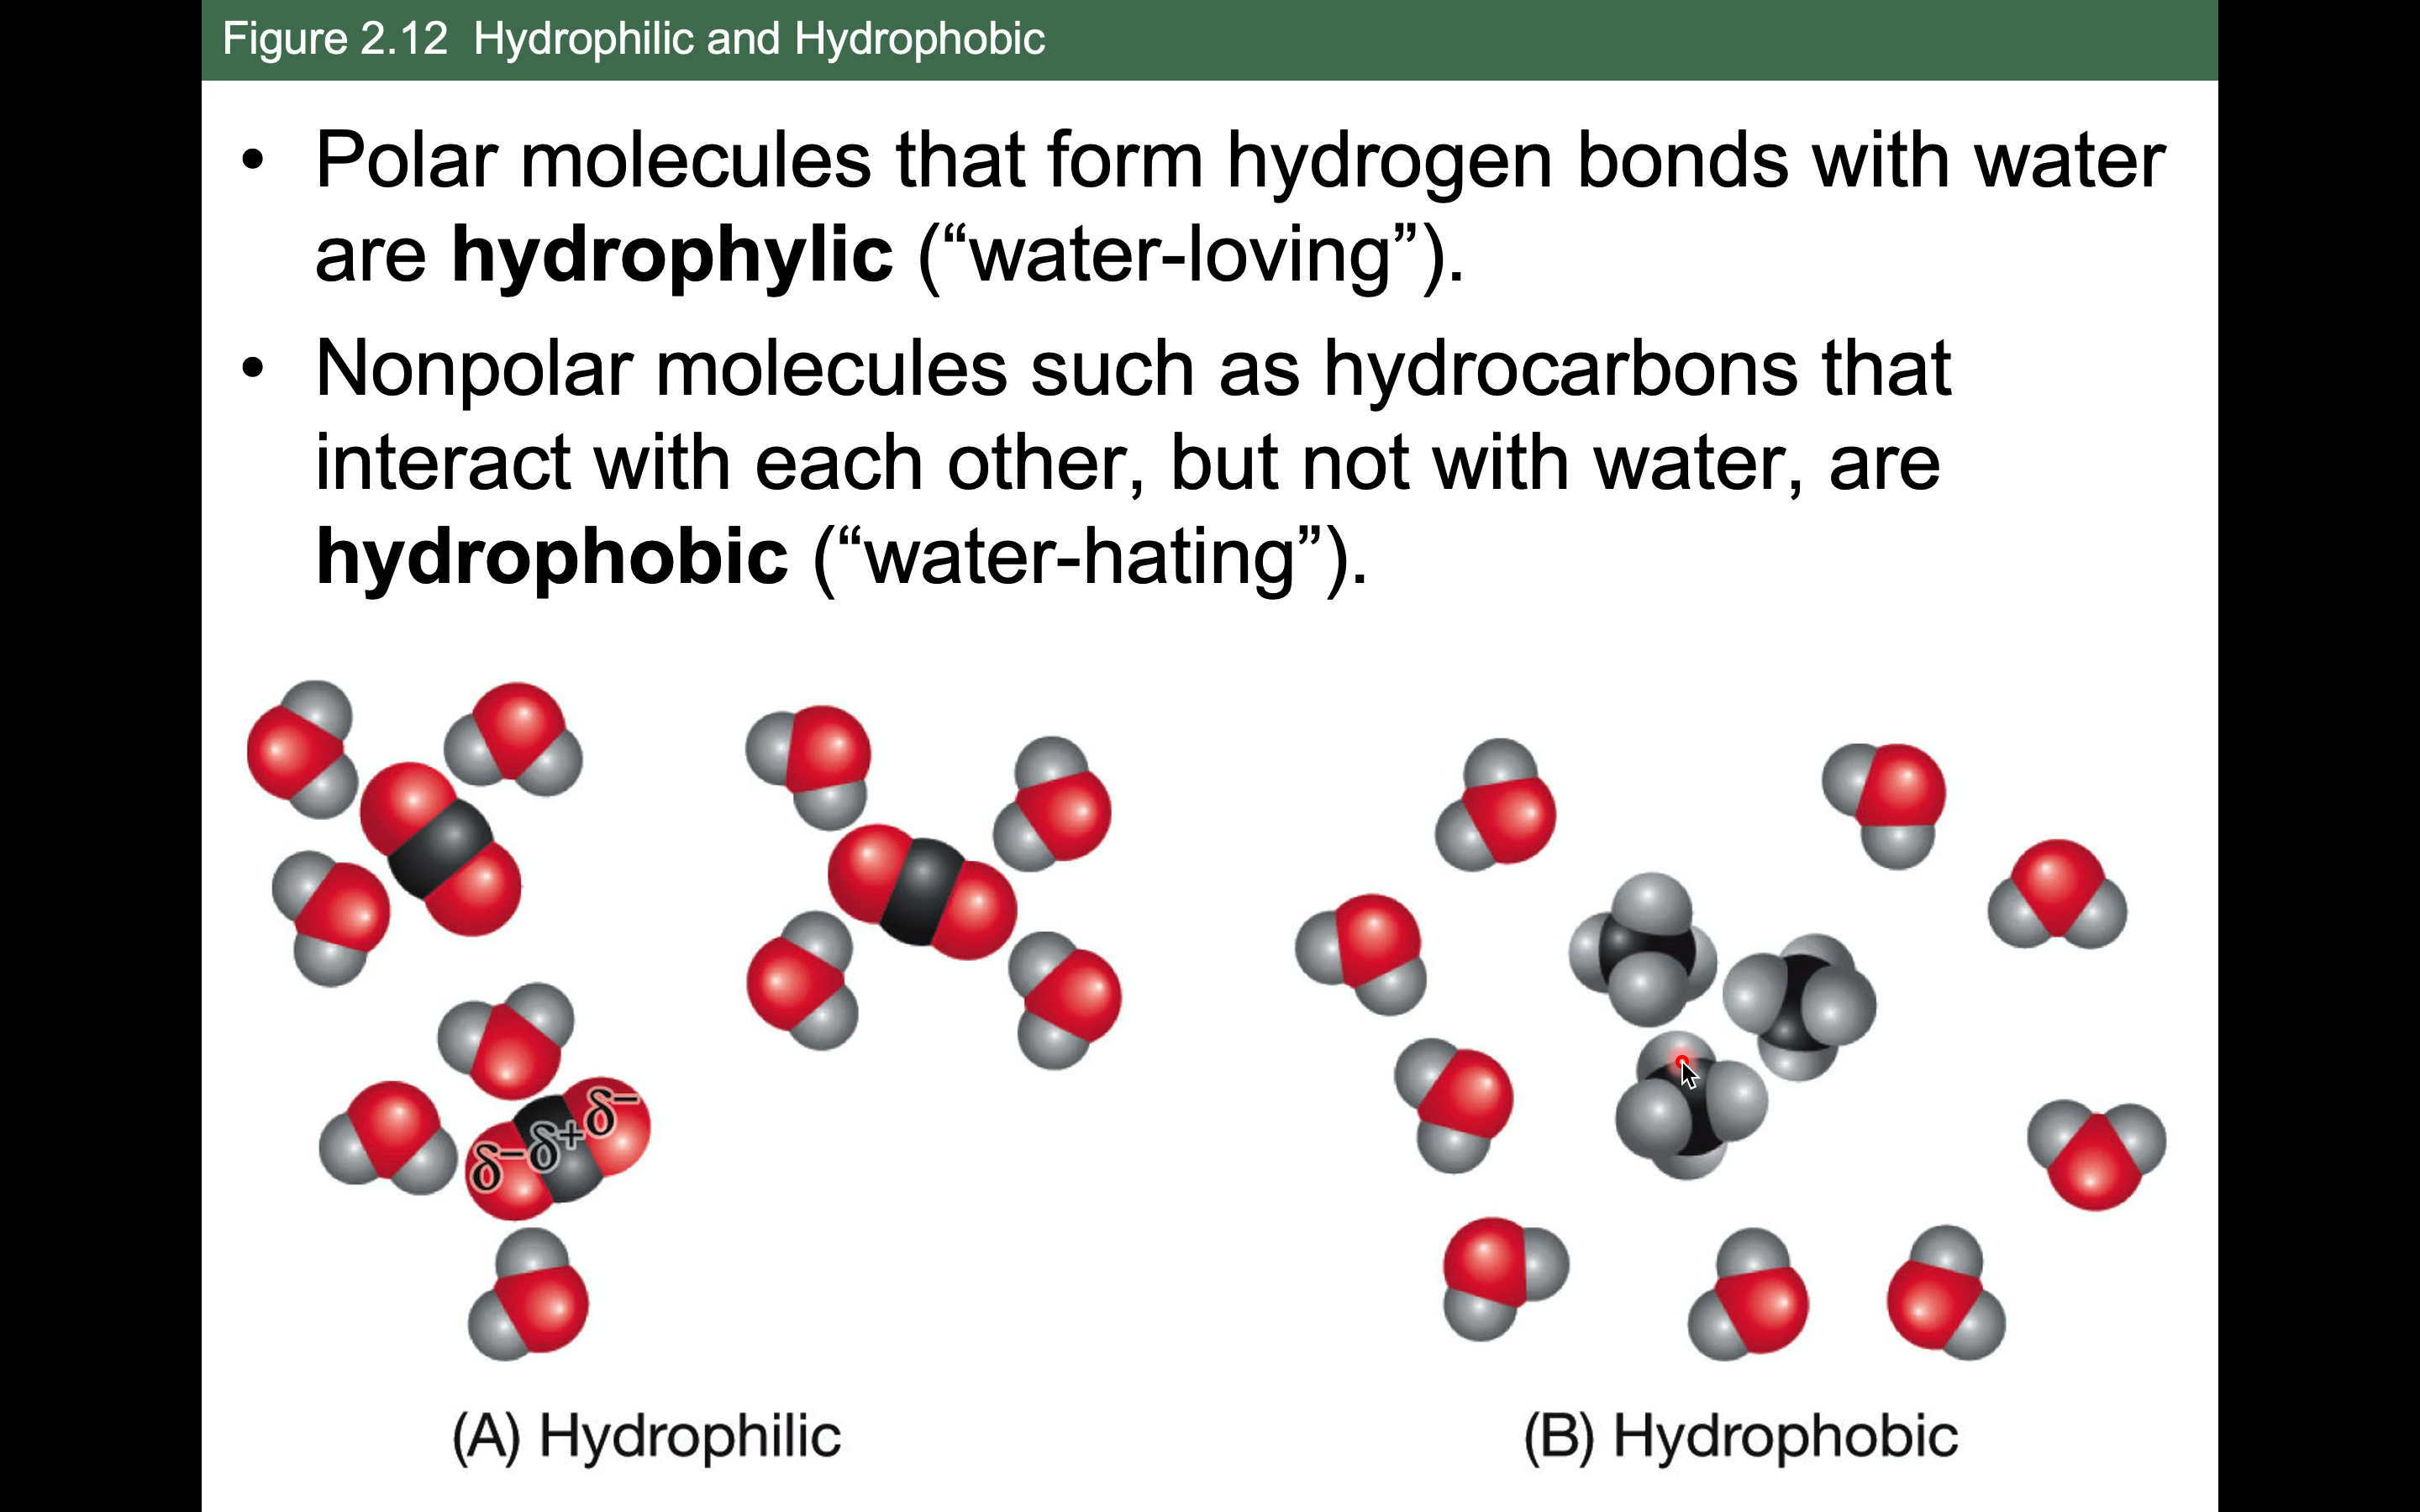 Figure 2.12  Hydrophilic and Hydrophobic
• Polar molecules that form hydrogen bonds with water
are hydrophylic (“water-loving”).
• Nonpolar molecules such as hydrocarbons that
interact with each other, but not with water, are
hydrophobic (“water-hating”).
δ− δ+ δ−
(A) Hydrophilic
(B) Hydrophobic